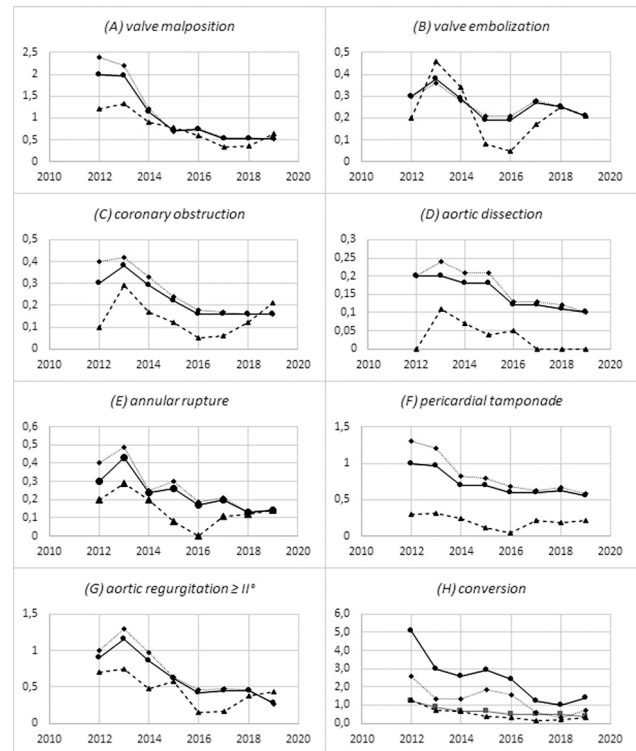 (A) valve malposition
2,5
2
1,5
1
0,5
0
2010 2012 2014 2016 2018 2020
(B) valve embolization
0,5
0,4
0,3
0,2
0,1
0
2010 2012 2014 2016 2018 2020
(C) coronary obstruction
0,5
0,4
0,3
0,2
0,1
0
2010 2012 2014 2016 2018 2020
(D) aortic dissection
0,3
0,25
0,2
0,15
0,1
0,05
0
2010 2012 2014 2016 2018 2020
(E) annular rupture
0,6
0,5
0,4
0,3
0,2
0,1
0
2010 2012 2014 2016 2018 2020
(F) pericardial tamponade
1,5
1
0,5
0
2010 2012 2014 2016 2018 2020
(G) aortic regurgitation ≥ II°
1,5
1
0,5
0
2010 2012 2014 2016 2018 2020
(H) conversion
6,0
5,0
4,0
3,0
2,0
1,0
0,0
2010 2012 2014 2016 2018 2020